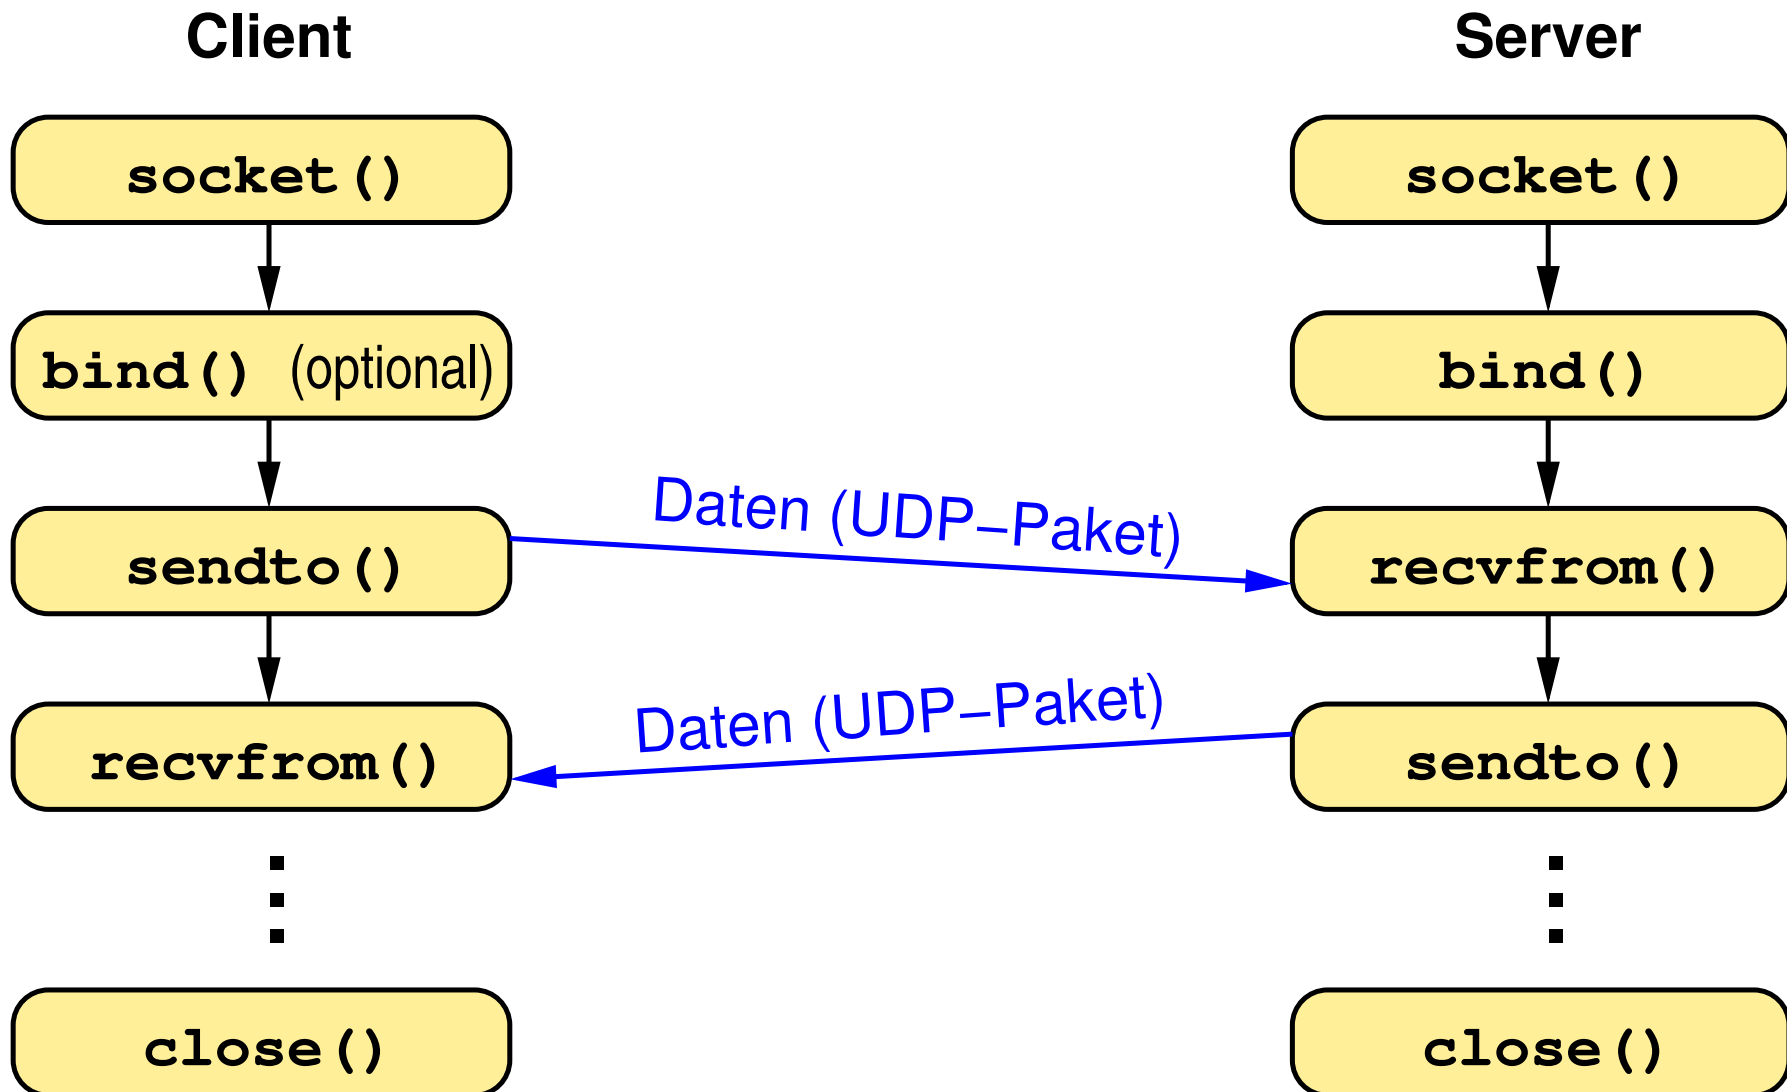 Client
Server
socket()
socket()
bind() (optional)
bind()
Daten (UDP–Paket)
sendto()
recvfrom()
Daten (UDP–Paket)
recvfrom()
sendto()
close()
close()